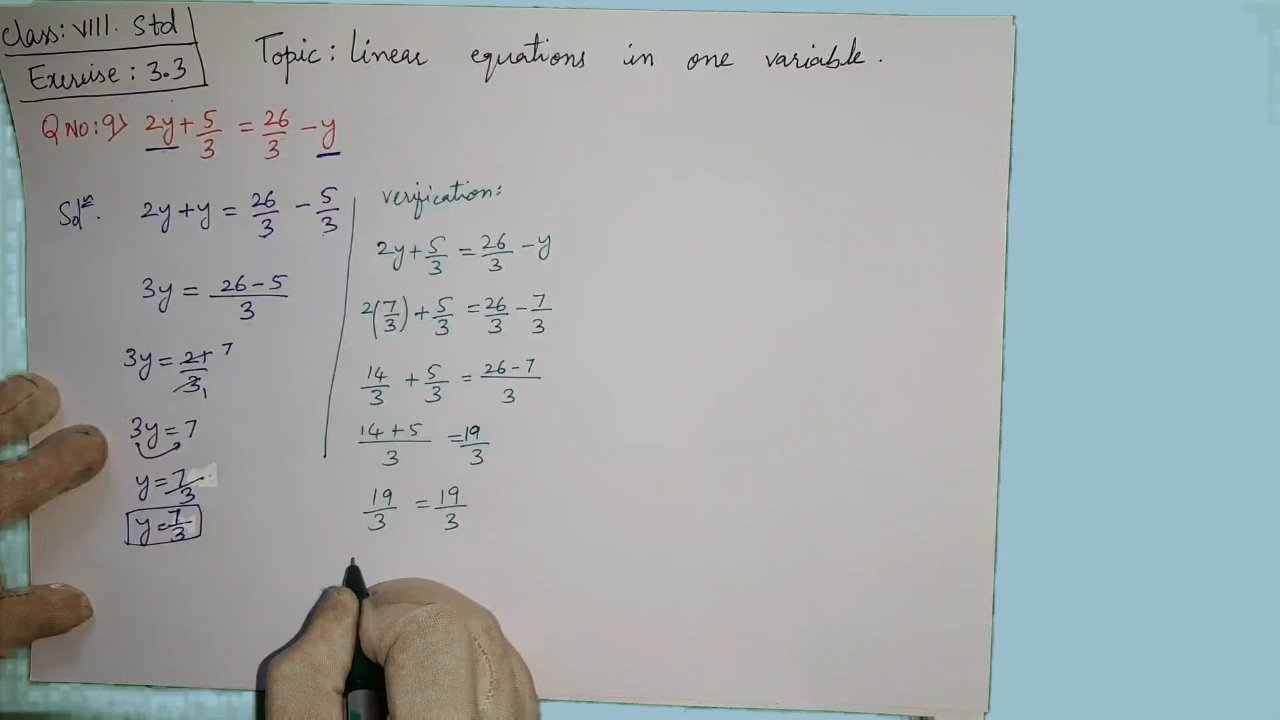 Class: VIII. Std
Exercise: 3.3
Topic: linear equations in one variable.
Q NO: 9) 2y + 5/3 = 26/3 - y
Solⁿ. 2y + y = 26/3 - 5/3
3y = (26 - 5)/3
3y = 21/3 7 1
3y = 7
y = 7/3
y = 7/3
verification:
2y + 5/3 = 26/3 - y
2(7/3) + 5/3 = 26/3 - 7/3
14/3 + 5/3 = (26 - 7)/3
(14 + 5)/3 = 19/3
19/3 = 19/3